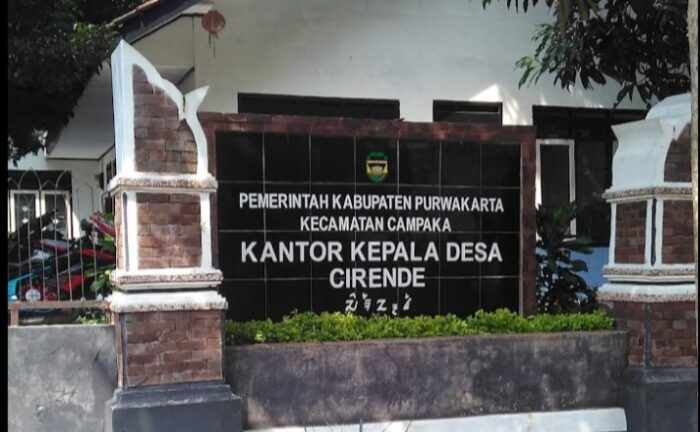 PEMERINTAH KABUPATEN PURWAKARTA
KECAMATAN CAMPAKA
KANTOR KEPALA DESA
CIRENDE